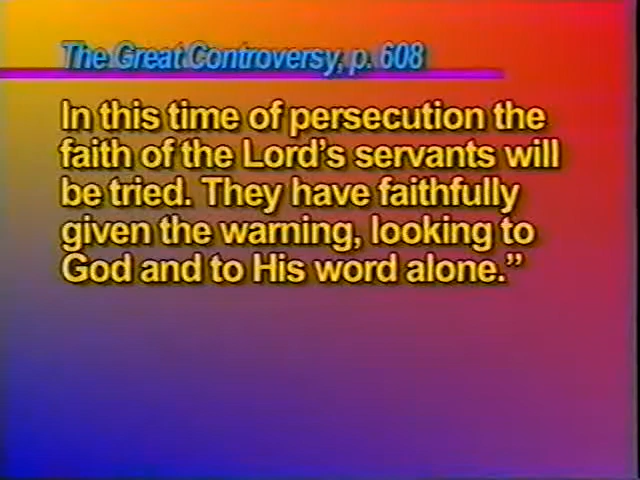 The Great Controversy, p. 608
In this time of persecution the
faith of the Lord's servants will
be tried. They have faithfully
given the warning, looking to
God and to His word alone.”